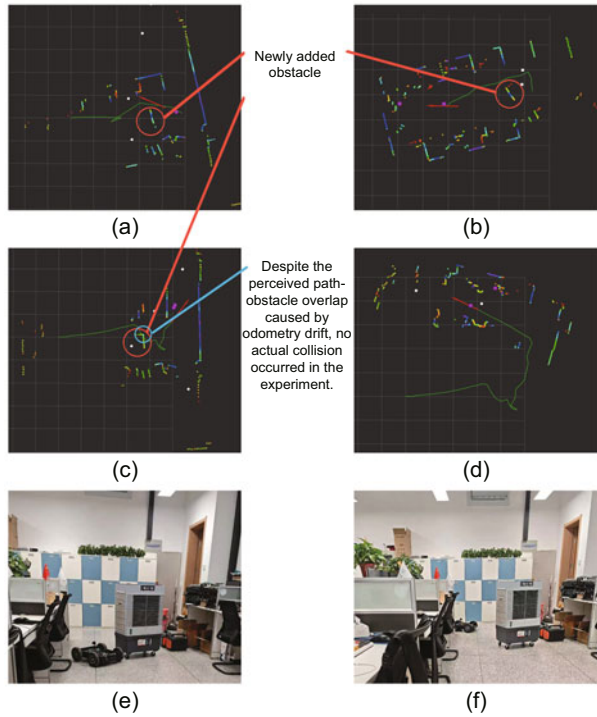 Newly added
obstacle
(a)
(b)
Despite the
perceived path-
obstacle overlap
caused by
odometry drift, no
actual collision
occurred in the
experiment.
(c)
(d)
(e)
(f)